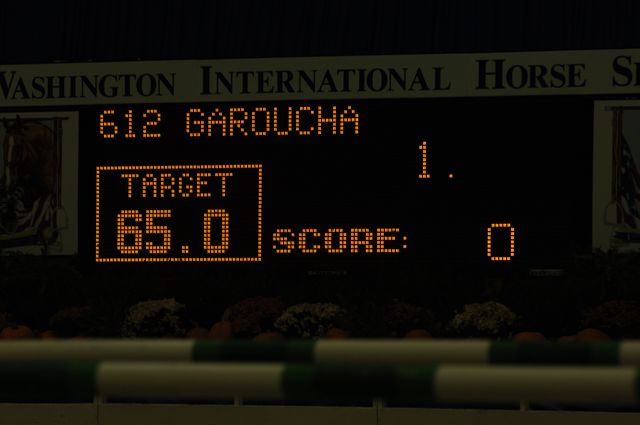 WASHINGTON INTERNATIONAL HORSE
612 GAROUCHA
1.
TARGET
65.0
SCORE: 0